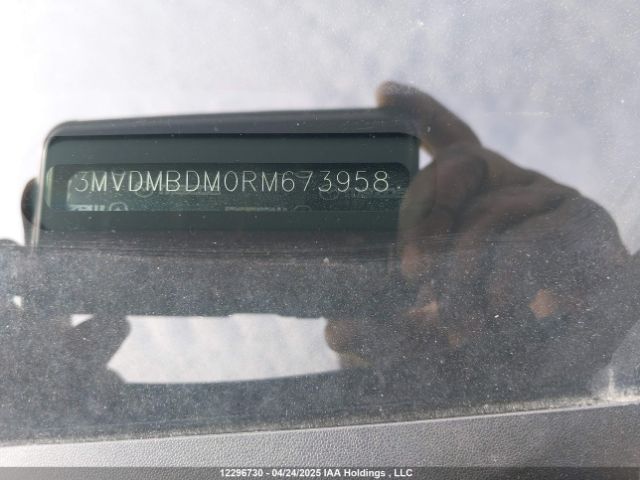 3MVDMBDM0RM673958
12296730 - 04/24/2025 IAA Holdings , LLC